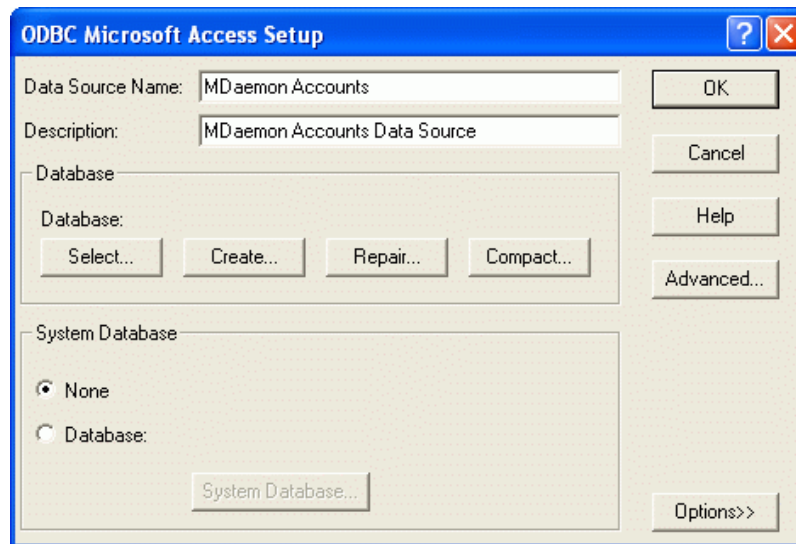 ODBC Microsoft Access Setup
Data Source Name: MDaemon Accounts
OK
Description: MDaemon Accounts Data Source
Cancel
Database
Database:
Help
Select... Create... Repair... Compact...
Advanced...
System Database
None
Database:
System Database...
Options>>